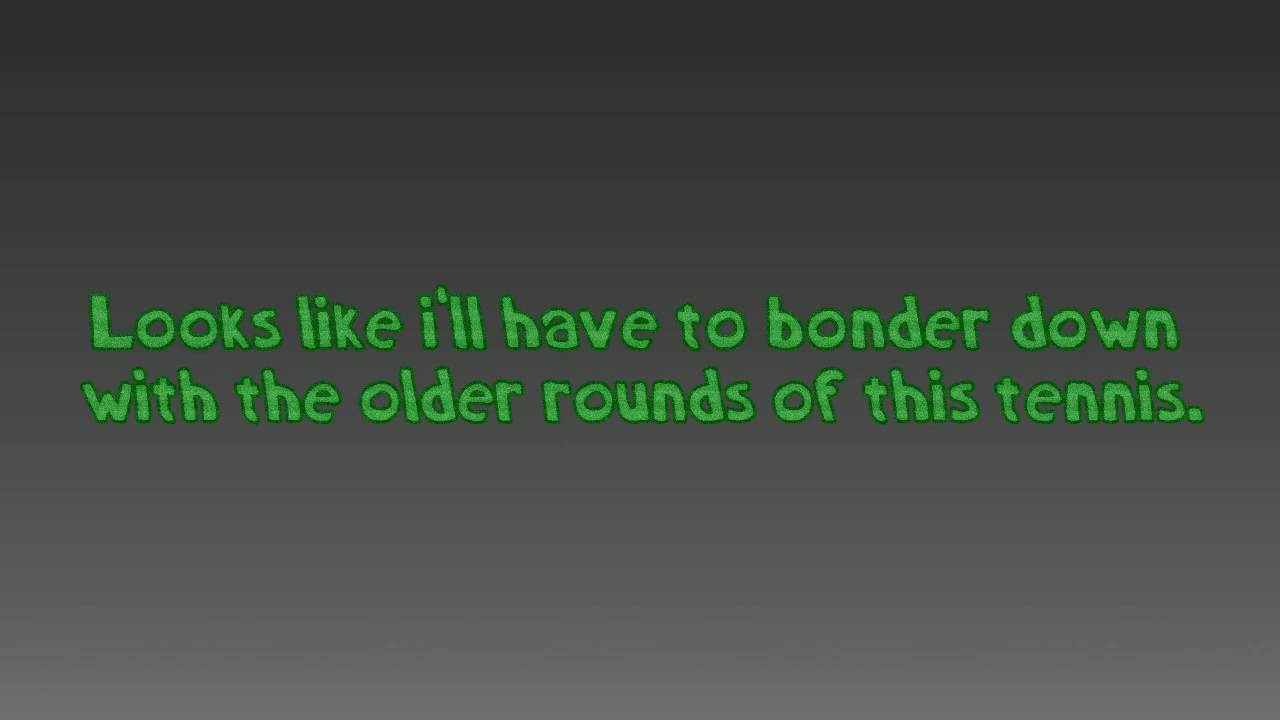 Looks like i'll have to bonder down
with the older rounds of this tennis.